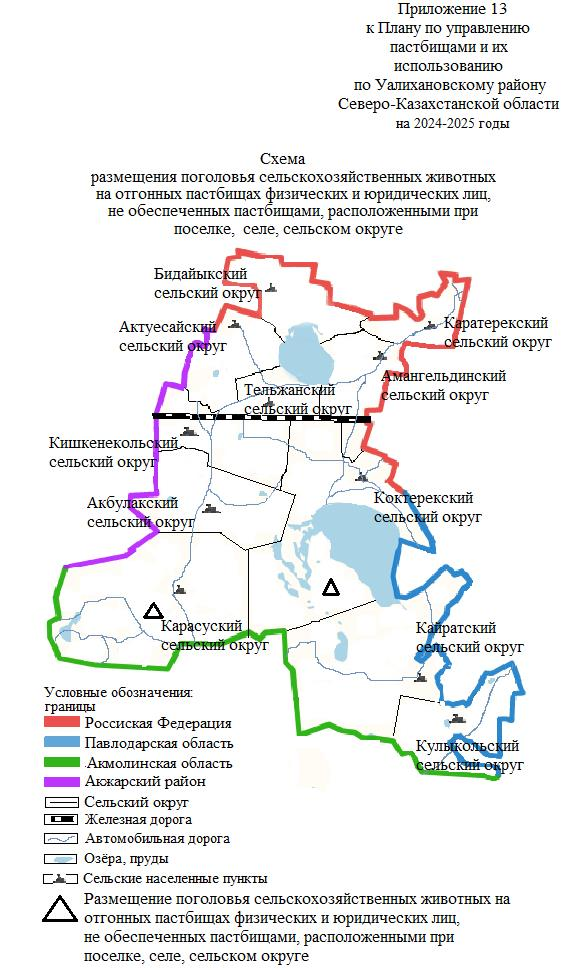 Приложение 13
к Плану по управлению
пастбищами и их
использованию
по Уалихановскому району
Северо-Казахстанской области
на 2024-2025 годы
Схема
размещения поголовья сельскохозяйственных животных
на отгонных пастбищах физических и юридических лиц,
не обеспеченных пастбищами, расположенными при
поселке, селе, сельском округе
Бидайыкский
сельский округ
Актуесайский
сельский округ
Каратерекский
сельский округ
Амангельдинский
сельский округ
Тельжанский
сельский округ
Кишкенекольский
сельский округ
Акбулакский
сельский округ
Коктерекский
сельский округ
Карасуский
сельский округ
Кайратский
сельский округ
Кулыкольский
сельский округ
Условные обозначения:
границы
Россиская Федерация
Павлодарская область
Акмолинская область
Акжарский район
Сельский округ
Железная дорога
Автомобильная дорога
Озёра, пруды
Сельские населенные пункты
Размещение поголовья сельскохозяйственных животных на
отгонных пастбищах физических и юридических лиц,
не обеспеченных пастбищами, расположенными при
поселке, селе, сельском округе